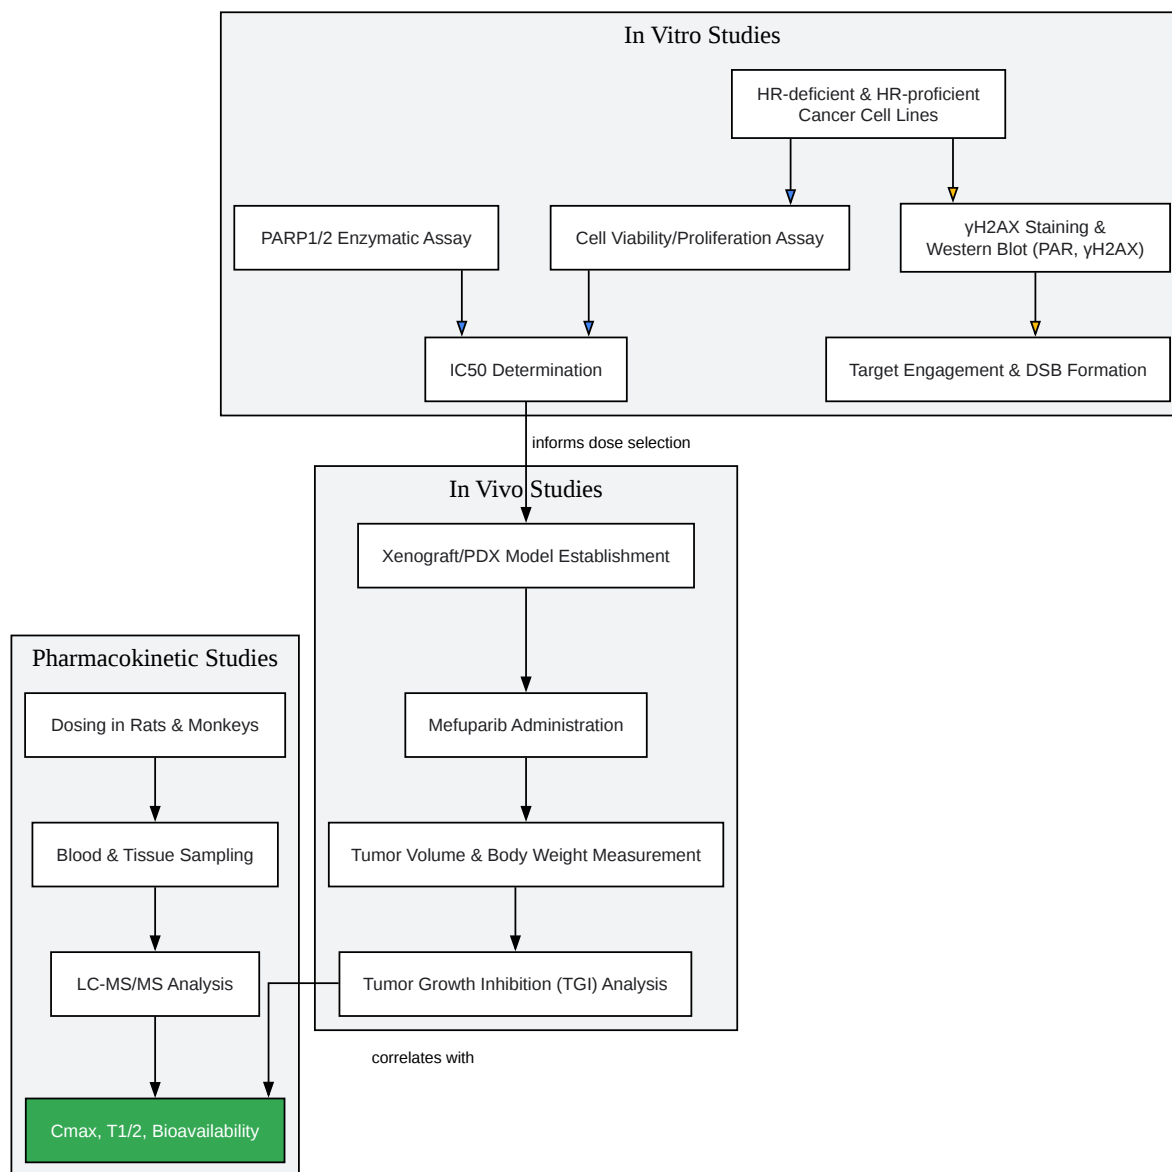 In Vitro Studies
HR-deficient & HR-proficient
Cancer Cell Lines
PARP1/2 Enzymatic Assay
Cell Viability/Proliferation Assay
γH2AX Staining &
Western Blot (PAR, γH2AX)
IC50 Determination
Target Engagement & DSB Formation
informs dose selection
In Vivo Studies
Xenograft/PDX Model Establishment
Mefuparib Administration
Tumor Volume & Body Weight Measurement
Tumor Growth Inhibition (TGI) Analysis
correlates with
Pharmacokinetic Studies
Dosing in Rats & Monkeys
Blood & Tissue Sampling
LC-MS/MS Analysis
Cmax, T1/2, Bioavailability